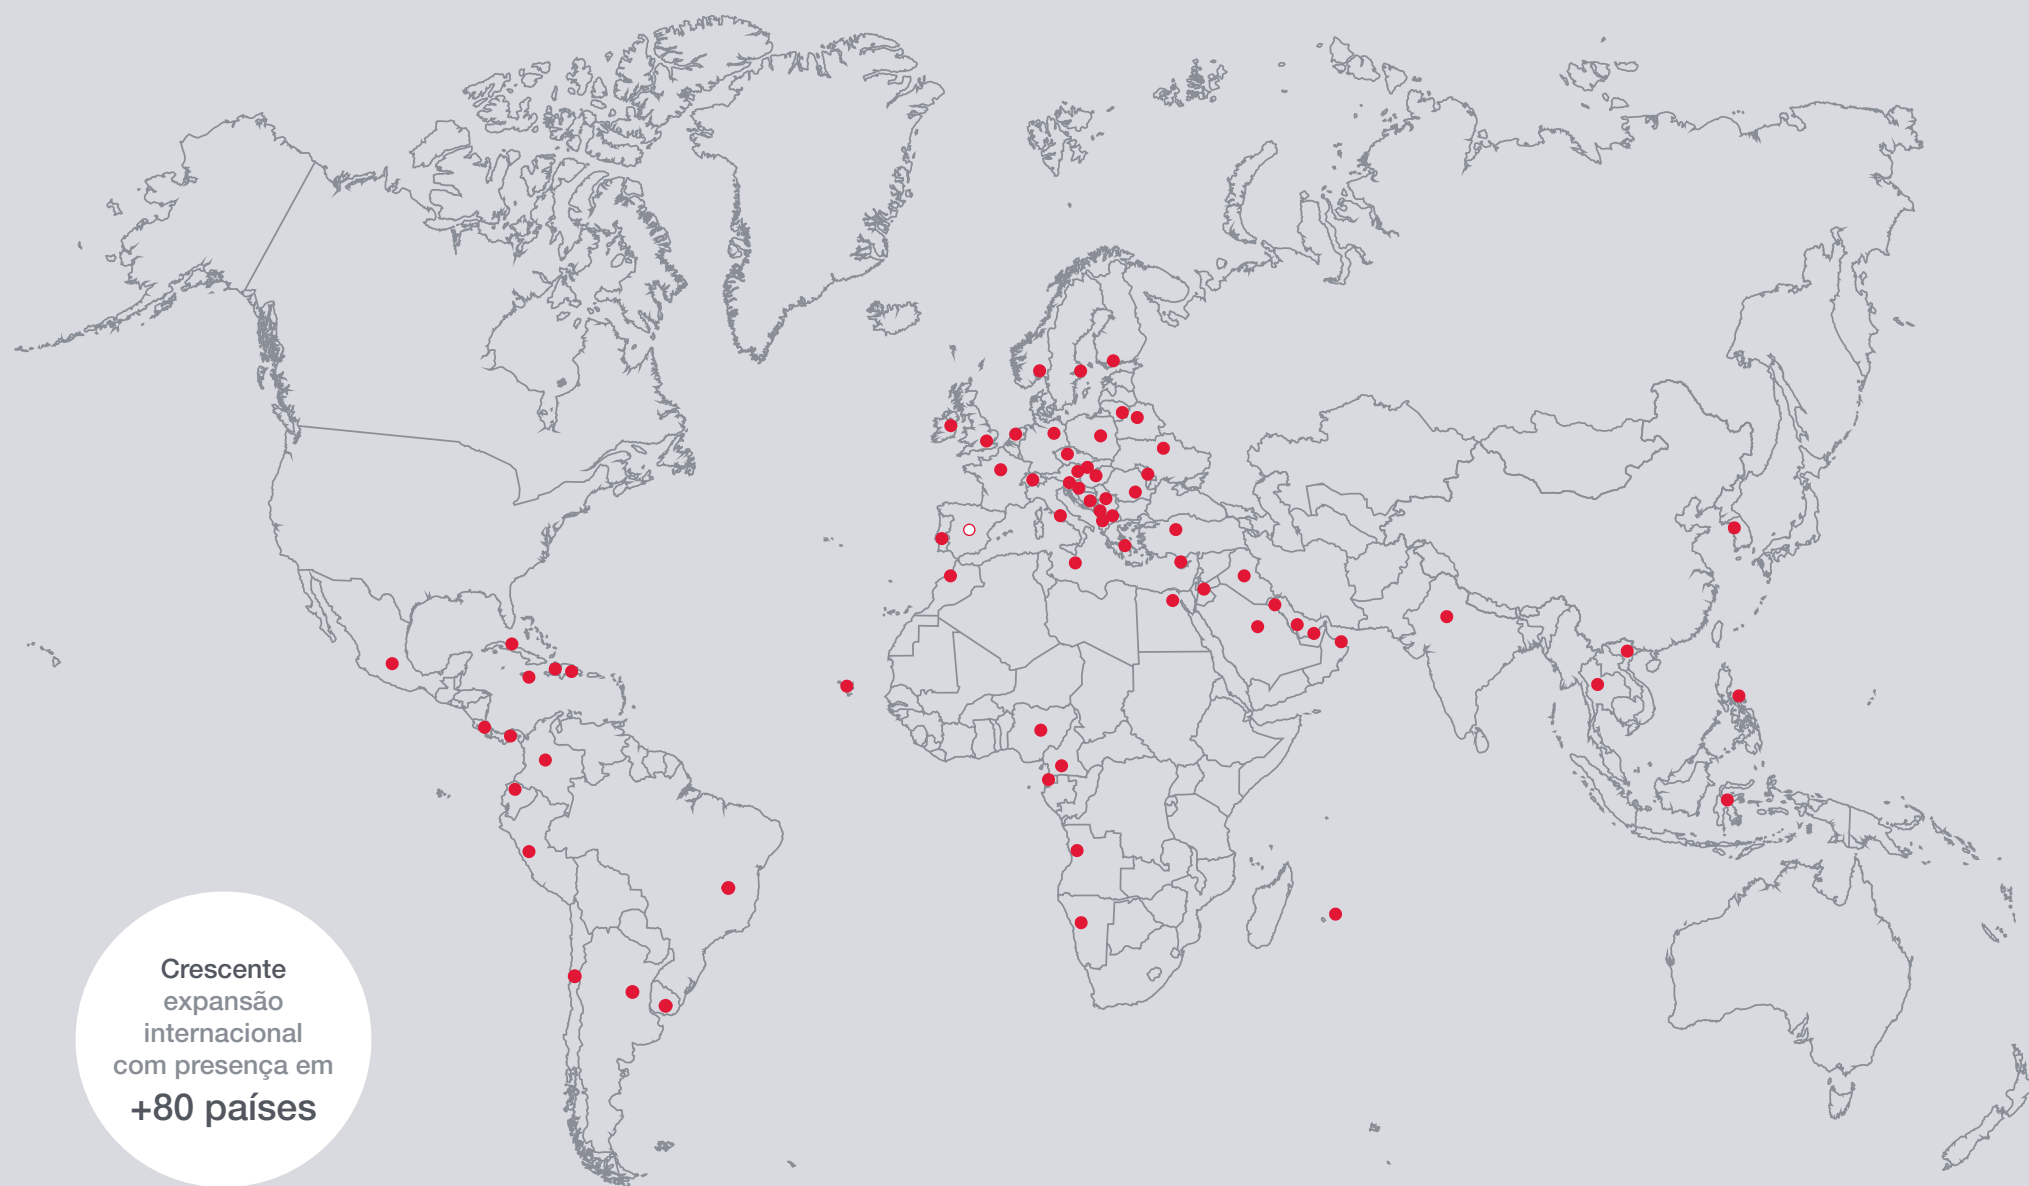 Crescente
expansão
internacional
com presença em
+80 países